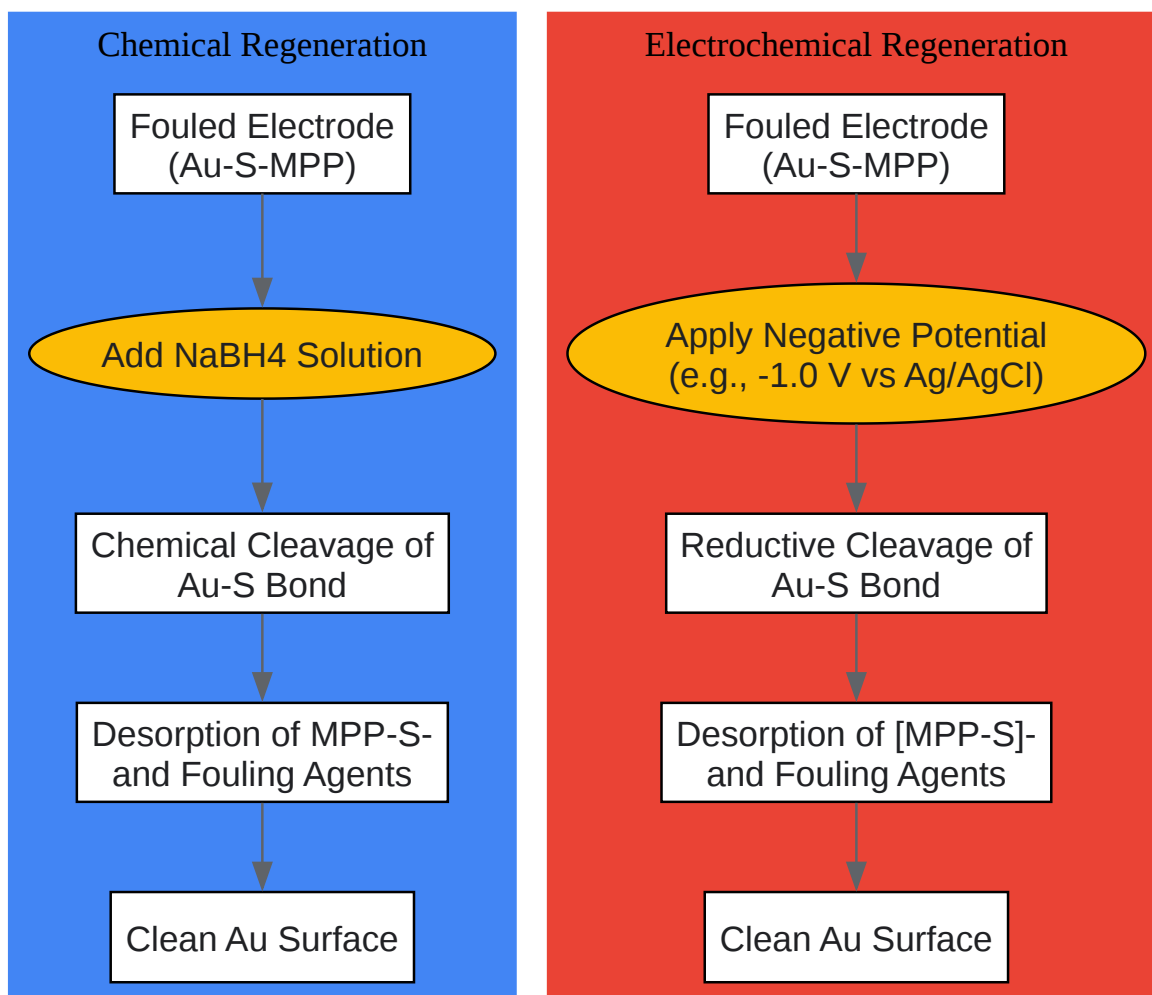 Chemical Regeneration
Fouled Electrode
(Au-S-MPP)
Add NaBH4 Solution
Chemical Cleavage of
Au-S Bond
Desorption of MPP-S-
and Fouling Agents
Clean Au Surface
Electrochemical Regeneration
Fouled Electrode
(Au-S-MPP)
Apply Negative Potential
(e.g., -1.0 V vs Ag/AgCl)
Reductive Cleavage of
Au-S Bond
Desorption of [MPP-S]-
and Fouling Agents
Clean Au Surface